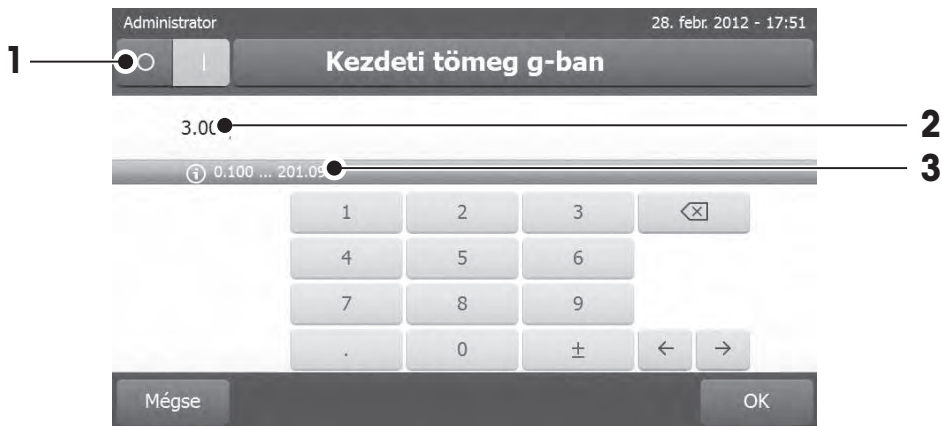 Administrator 28. febr. 2012 - 17:51
1 O I Kezdeti tömeg g-ban
3.00 2
0.100 ... 201.09 3
1 2 3
4 5 6
7 8 9
. 0 ± ← →
Mégse OK